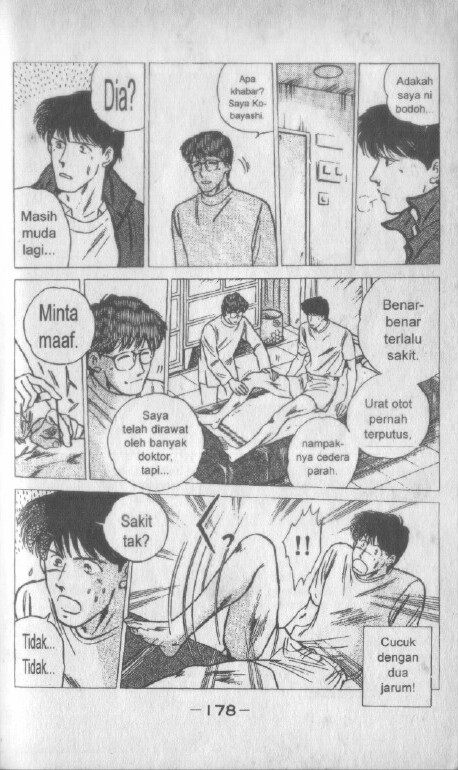 Adakah
saya ni
bodoh...
Apa
khabar?
Saya Ko-
bayashi.
Dia?
Masih
muda
lagi...
Benar-
benar
terlalu
sakit.
Urat otot
pernah
terputus,
nampak-
nya cedera
parah.
Saya
telah dirawat
oleh banyak
doktor,
tapi...
Minta
maaf.
Cucuk
dengan
dua
jarum!
!!
?
Sakit
tak?
Tidak...
Tidak...
—178—